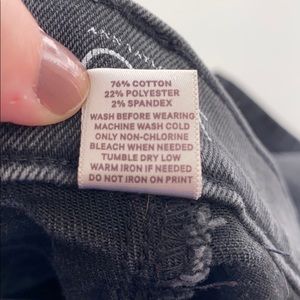 76% COTTON
22% POLYESTER
2% SPANDEX
WASH BEFORE WEARING
MACHINE WASH COLD
ONLY NON-CHLORINE
BLEACH WHEN NEEDED
TUMBLE DRY LOW
WARM IRON IF NEEDED
DO NOT IRON ON PRINT